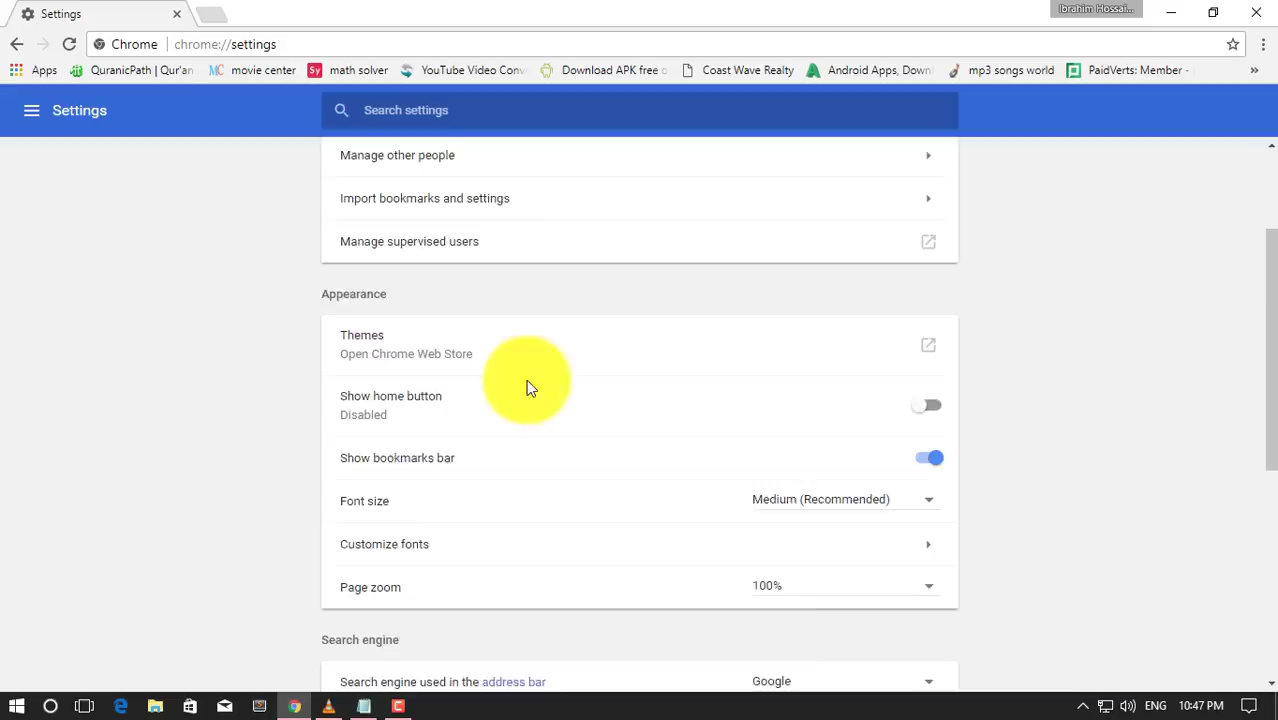 Settings
Ibrahim Hossai...
Chrome
chrome://settings
Apps
QuranicPath | Qur'an
MC
movie center
Sy
math solver
YouTube Video Conv
Download APK free o
Coast Wave Realty
Android Apps, Down
mp3 songs world
PaidVerts: Member -
»
Settings
Search settings
Manage other people
Import bookmarks and settings
Manage supervised users
Appearance
Themes
Open Chrome Web Store
Show home button
Disabled
Show bookmarks bar
Font size
Medium (Recommended)
Customize fonts
Page zoom
100%
Search engine
Search engine used in the address bar
Google
ENG
10:47 PM